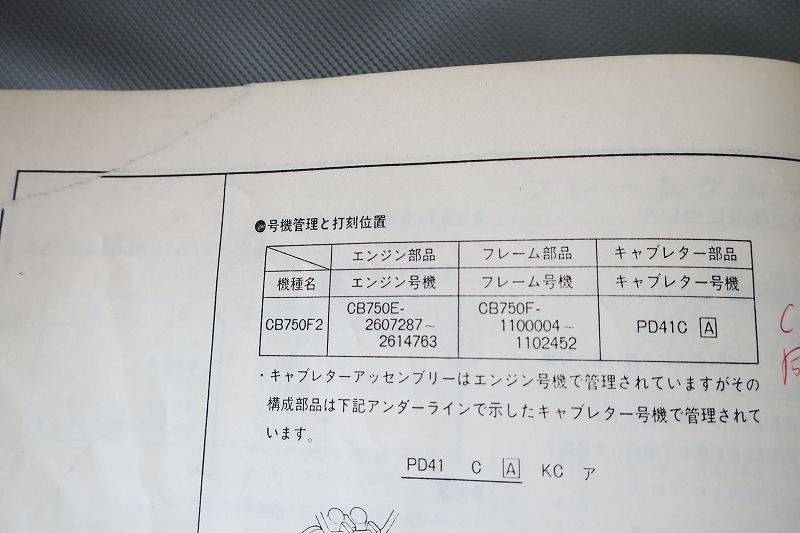 ●号機管理と打刻位置
エンジン部品 フレーム部品 キャブレター部品
機種名 エンジン号機 フレーム号機 キャブレター号機
CB750F2 CB750E-2607287~2614763 CB750F-1100004~1102452 PD41C A
・キャブレターアッセンブリーはエンジン号機で管理されていますがその
構成部品は下記アンダーラインで示したキャブレター号機で管理されて
います。
PD41 C A KC ア